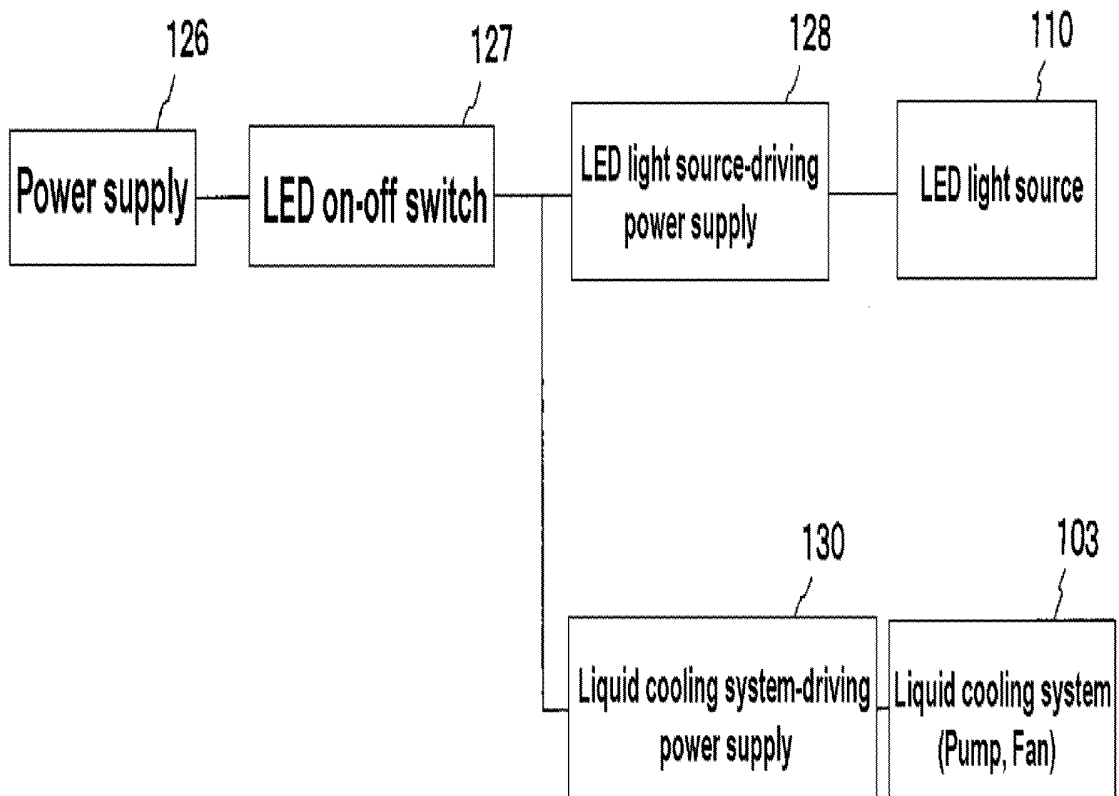 126
127
128
110
Power supply
LED on-off switch
LED light source-driving
power supply
LED light source
130
103
Liquid cooling system-driving
power supply
Liquid cooling system
(Pump, Fan)